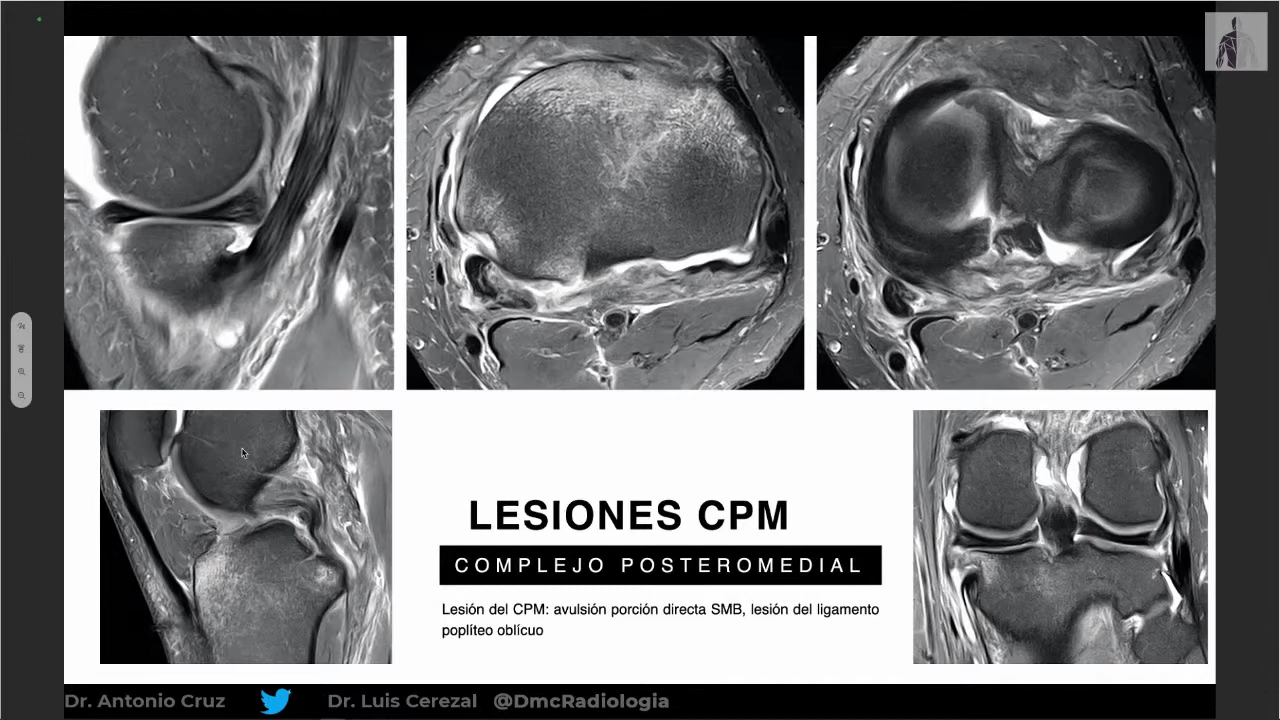 LESIONES CPM
COMPLEJO POSTEROMEDIAL
Lesión del CPM: avulsión porción directa SMB, lesión del ligamento
poplíteo oblícuo
Dr. Antonio Cruz
Dr. Luis Cerezal @DmcRadiologia